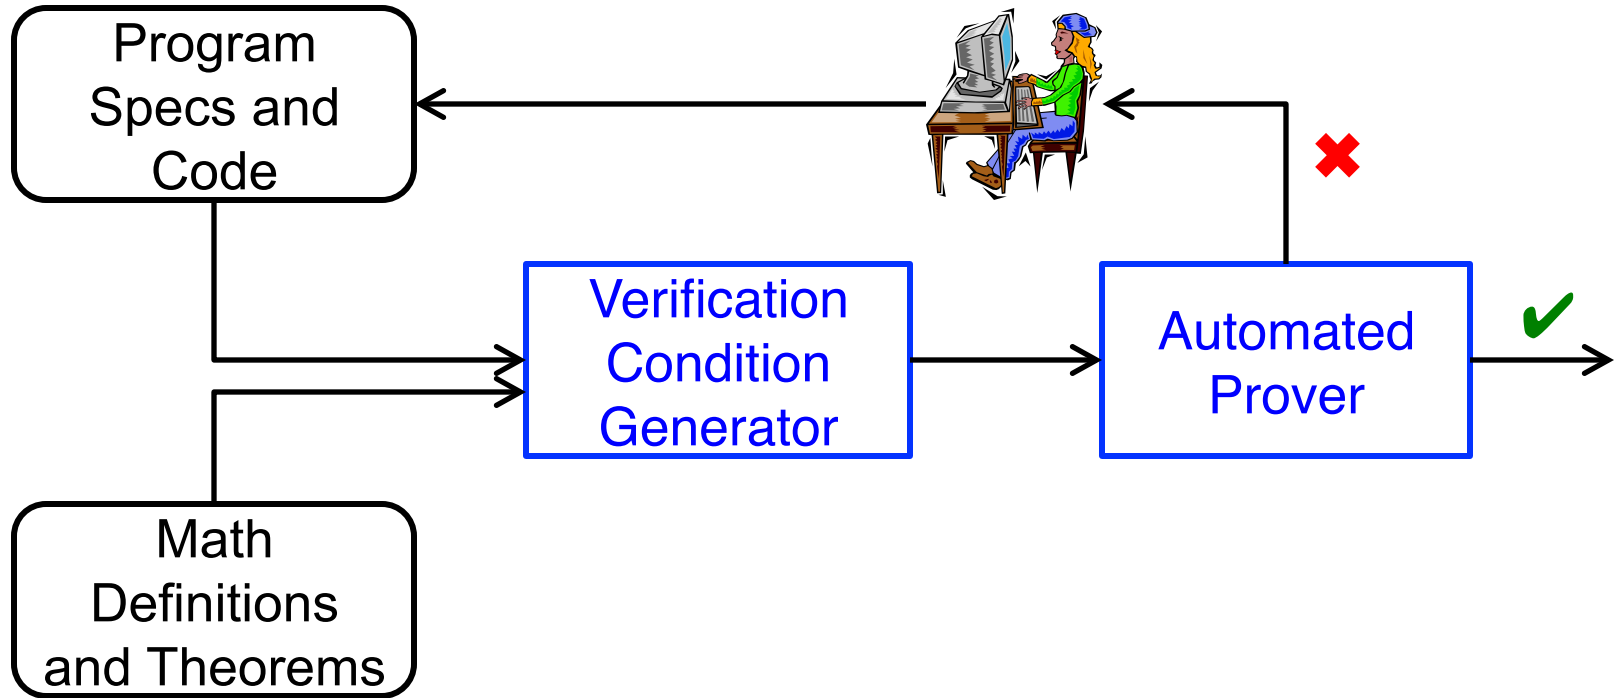 Program
Specs and
Code
Verification
Condition
Generator
Automated
Prover
Math
Definitions
and Theorems